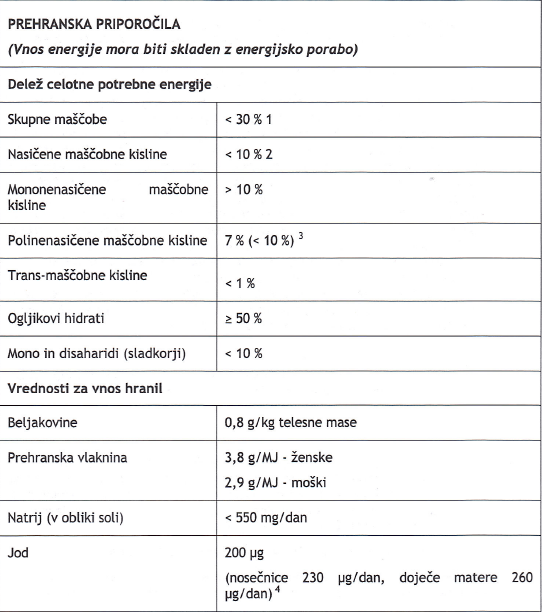 PREHRANSKA PRIPOROČILA
(Vnos energije mora biti skladen z energijsko porabo)
Delež celotne potrebne energije
Skupne maščobe < 30 % 1
Nasičene maščobne kisline < 10 % 2
Mononenasičene maščobne kisline > 10 %
Polinenasičene maščobne kisline 7 % (< 10 %) 3
Trans-maščobne kisline < 1 %
Ogljikovi hidrati ≥ 50 %
Mono in disaharidi (sladkorji) < 10 %
Vrednosti za vnos hranil
Beljakovine 0,8 g/kg telesne mase
Prehranska vlaknina 3,8 g/MJ - ženske
2,9 g/MJ - moški
Natrij (v obliki soli) < 550 mg/dan
Jod 200 µg
(nosečnice 230 µg/dan, doječe matere 260
µg/dan) 4